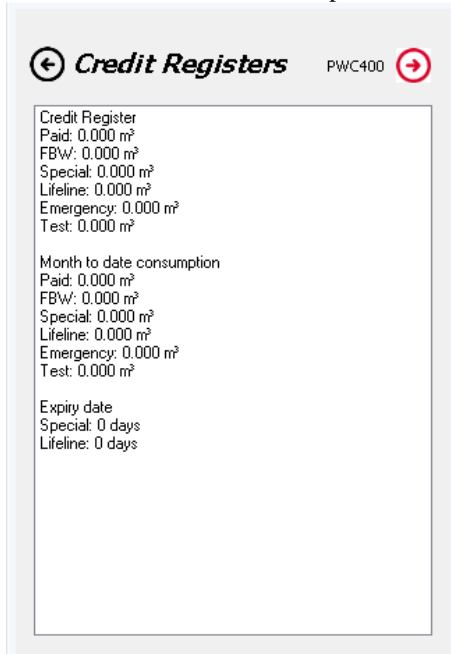 Credit Registers PWC400
Credit Register
Paid: 0.000 m³
FBW: 0.000 m³
Special: 0.000 m³
Lifeline: 0.000 m³
Emergency: 0.000 m³
Test: 0.000 m³
Month to date consumption
Paid: 0.000 m³
FBW: 0.000 m³
Special: 0.000 m³
Lifeline: 0.000 m³
Emergency: 0.000 m³
Test: 0.000 m³
Expiry date
Special: 0 days
Lifeline: 0 days